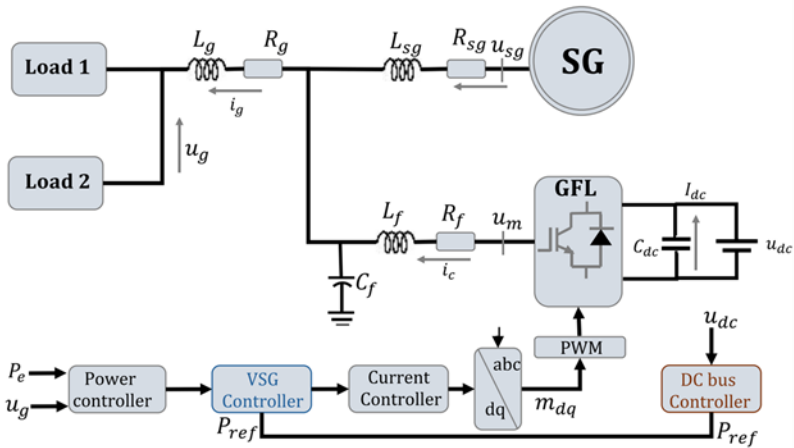 L_g R_g L_sg R_sg u_sg SG
Load 1
i_g
u_g
Load 2
GFL
L_f R_f u_m
I_dc
C_dc u_dc
i_c
C_f
u_dc
P_e
u_g
Power
controller
VSG
Controller
Current
Controller
abc
dq
PWM
m_dq
DC bus
Controller
P_ref
P_ref